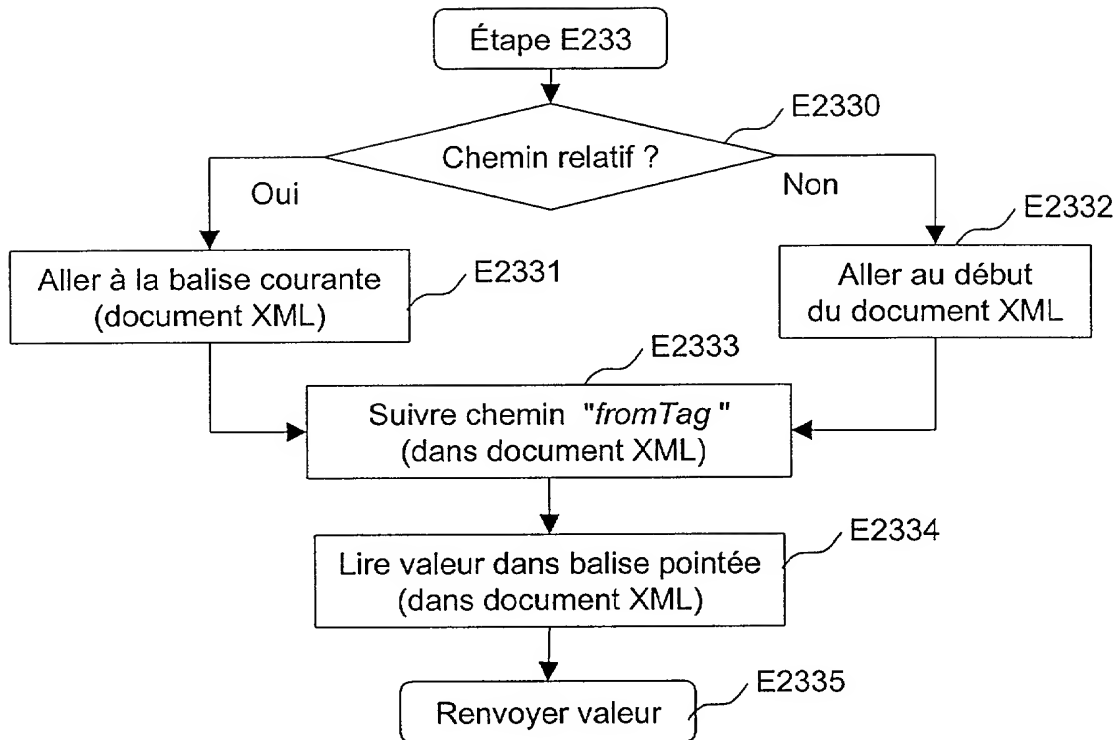 Étape E233
E2330
Chemin relatif ?
Oui
Non
E2332
Aller à la balise courante
(document XML)
E2331
Aller au début
du document XML
E2333
Suivre chemin "fromTag "
(dans document XML)
E2334
Lire valeur dans balise pointée
(dans document XML)
E2335
Renvoyer valeur